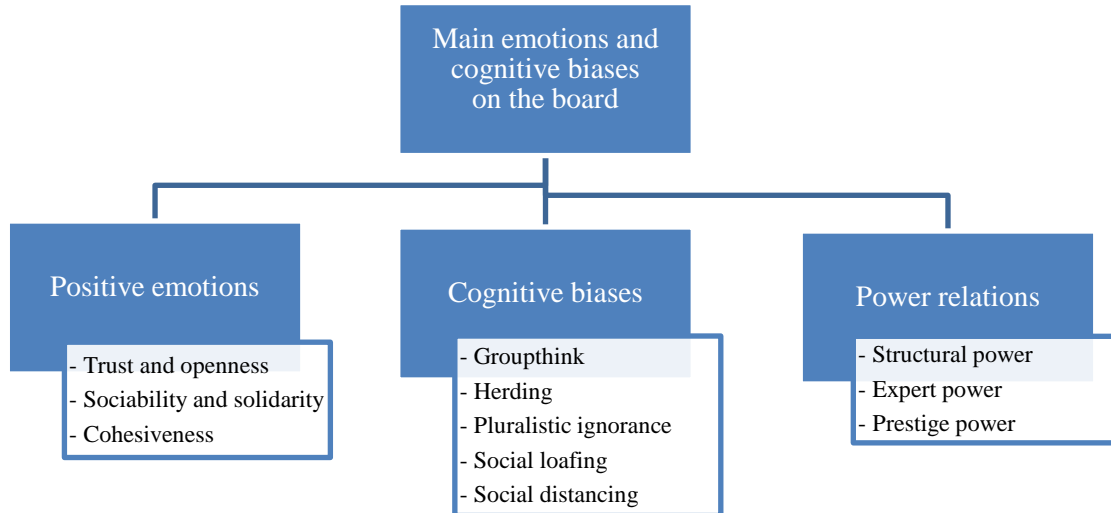 Main emotions and
cognitive biases
on the board
Positive emotions
- Trust and openness
- Sociability and solidarity
- Cohesiveness
Cognitive biases
- Groupthink
- Herding
- Pluralistic ignorance
- Social loafing
- Social distancing
Power relations
- Structural power
- Expert power
- Prestige power